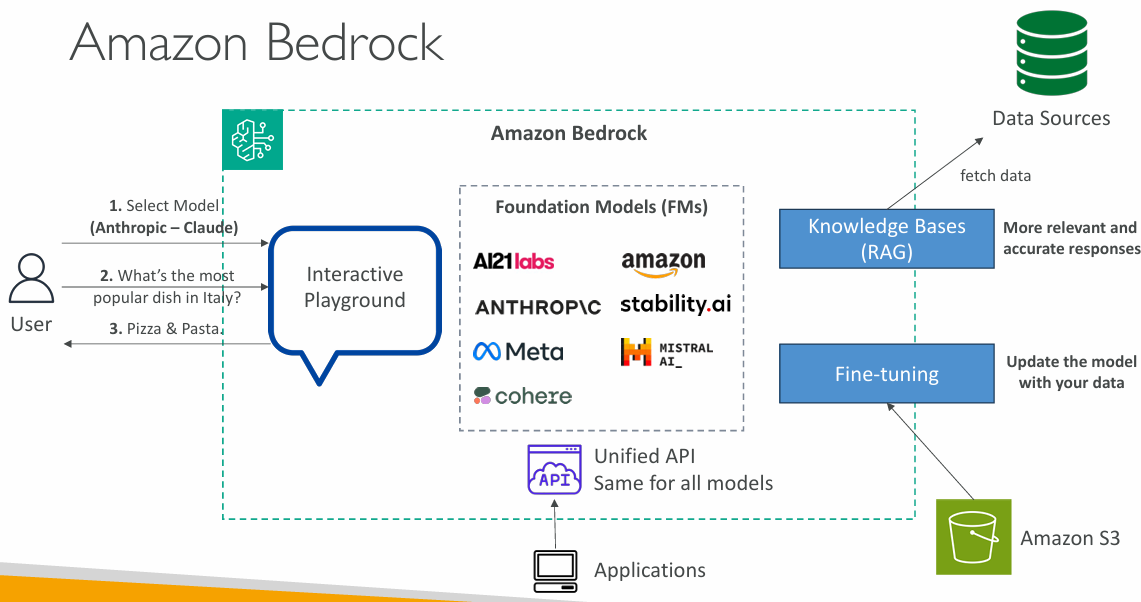 Amazon Bedrock
Data Sources
Amazon Bedrock
fetch data
1. Select Model
(Anthropic – Claude)
Foundation Models (FMs)
Knowledge Bases
(RAG)
More relevant and
accurate responses
AI21labs
amazon
2. What's the most
popular dish in Italy?
Interactive
Playground
ANTHROP\C
stability.ai
User
3. Pizza & Pasta.
Meta
MISTRAL
AI_
Fine-tuning
Update the model
with your data
cohere
API
Unified API
Same for all models
Amazon S3
Applications